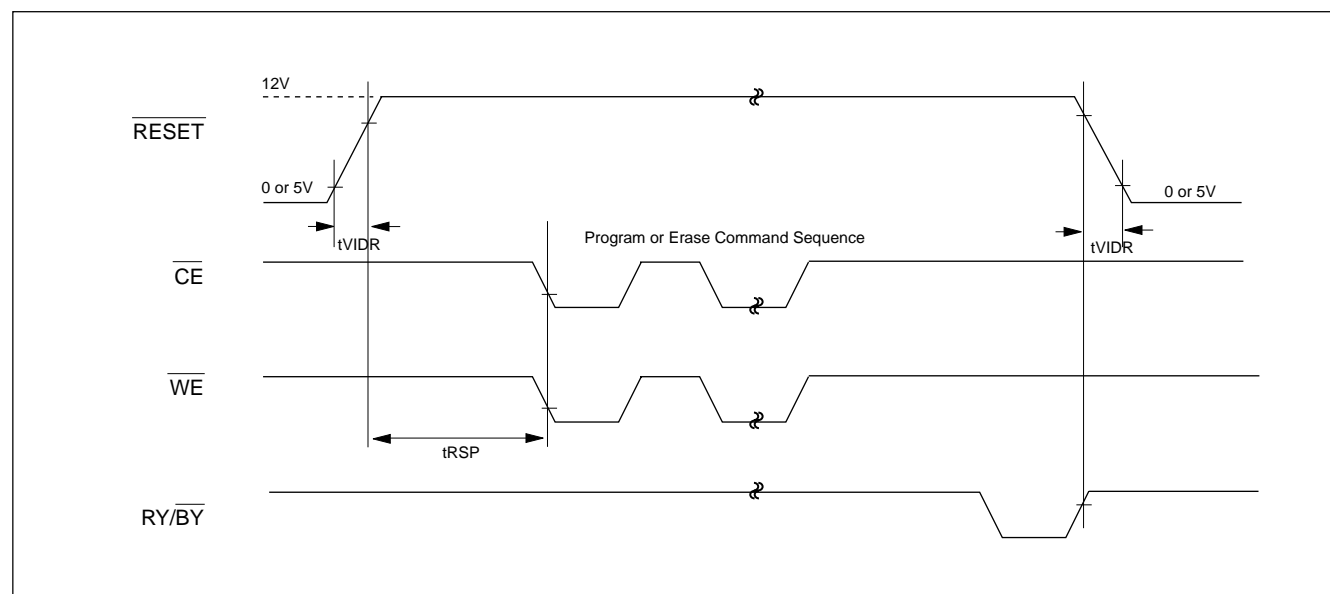 12V
RESET
0 or 5V
0 or 5V
tVIDR
Program or Erase Command Sequence
tVIDR
CE
WE
tRSP
RY/BY